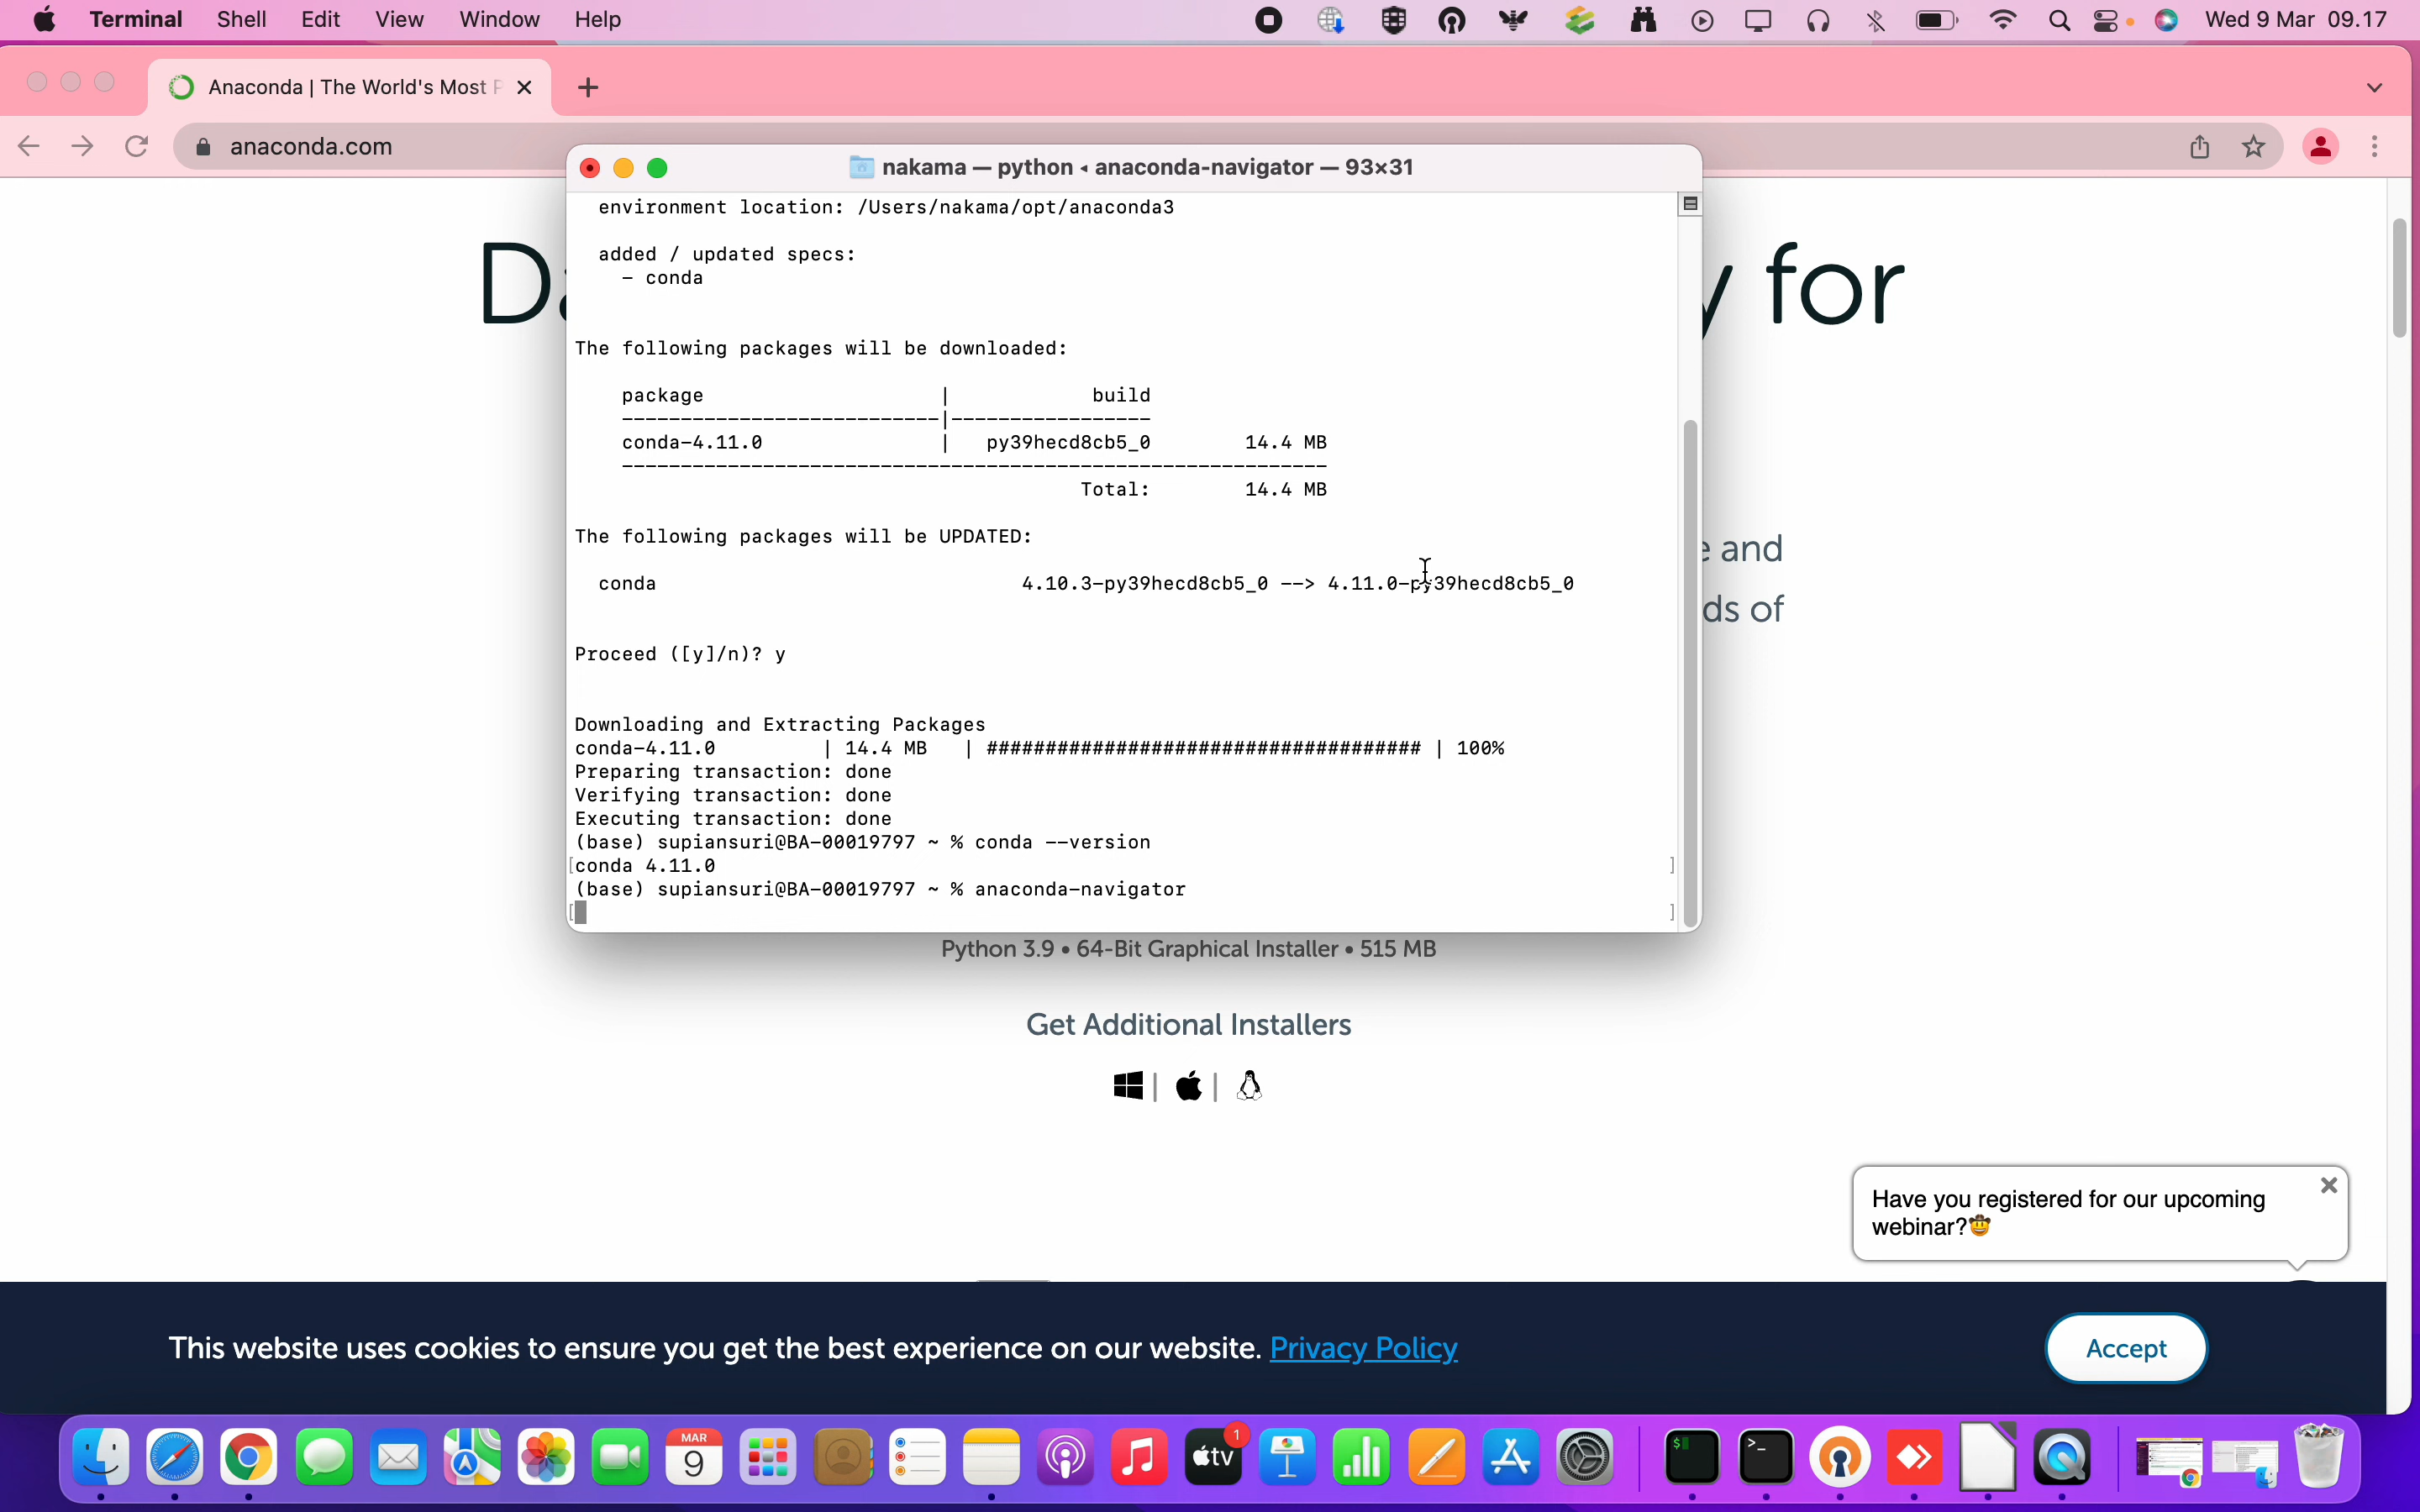 Terminal Shell Edit View Window Help Wed 9 Mar 09.17
Anaconda | The World's Most P
anaconda.com
nakama — python ◂ anaconda-navigator — 93×31
environment location: /Users/nakama/opt/anaconda3
added / updated specs:
- conda
The following packages will be downloaded:
package | build
---------------------------|-----------------
conda-4.11.0 | py39hecd8cb5_0 14.4 MB
------------------------------------------------------------
Total: 14.4 MB
The following packages will be UPDATED:
conda 4.10.3-py39hecd8cb5_0 --> 4.11.0-py39hecd8cb5_0
Proceed ([y]/n)? y
Downloading and Extracting Packages
conda-4.11.0 | 14.4 MB | ##################################### | 100%
Preparing transaction: done
Verifying transaction: done
Executing transaction: done
(base) supiansuri@BA-00019797 ~ % conda --version
[conda 4.11.0 ]
(base) supiansuri@BA-00019797 ~ % anaconda-navigator
[ ]
for
and
ds of
Python 3.9 • 64-Bit Graphical Installer • 515 MB
Get Additional Installers
Have you registered for our upcoming
webinar?🤠
This website uses cookies to ensure you get the best experience on our website. Privacy Policy
Accept
MAR
9
tv
1
$
>_